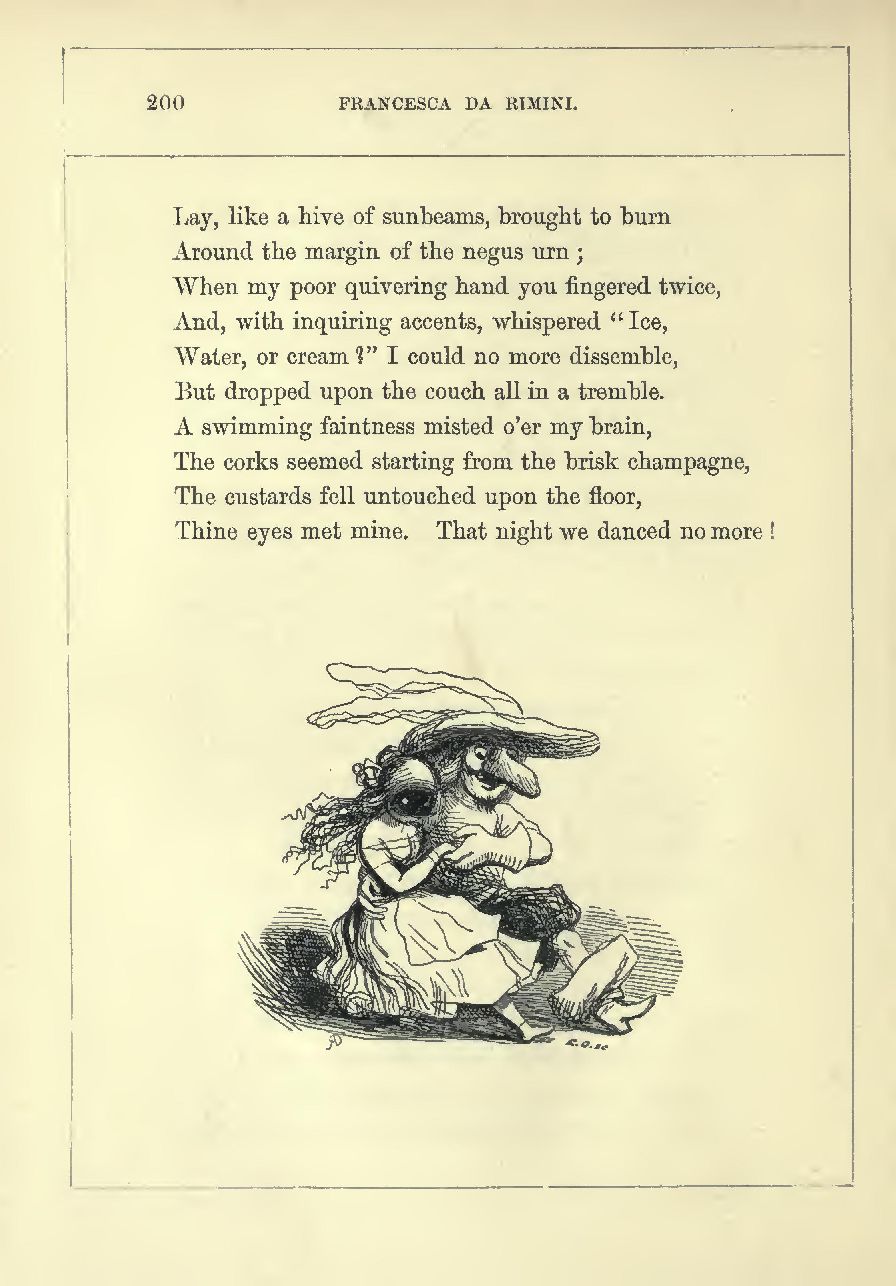 200 FRANCESCA DA RIMINI.
Lay, like a hive of sunbeams, brought to burn
Around the margin of the negus urn ;
When my poor quivering hand you fingered twice,
And, with inquiring accents, whispered “Ice,
Water, or cream?” I could no more dissemble,
But dropped upon the couch all in a tremble.
A swimming faintness misted o’er my brain,
The corks seemed starting from the brisk champagne,
The custards fell untouched upon the floor,
Thine eyes met mine. That night we danced no more !